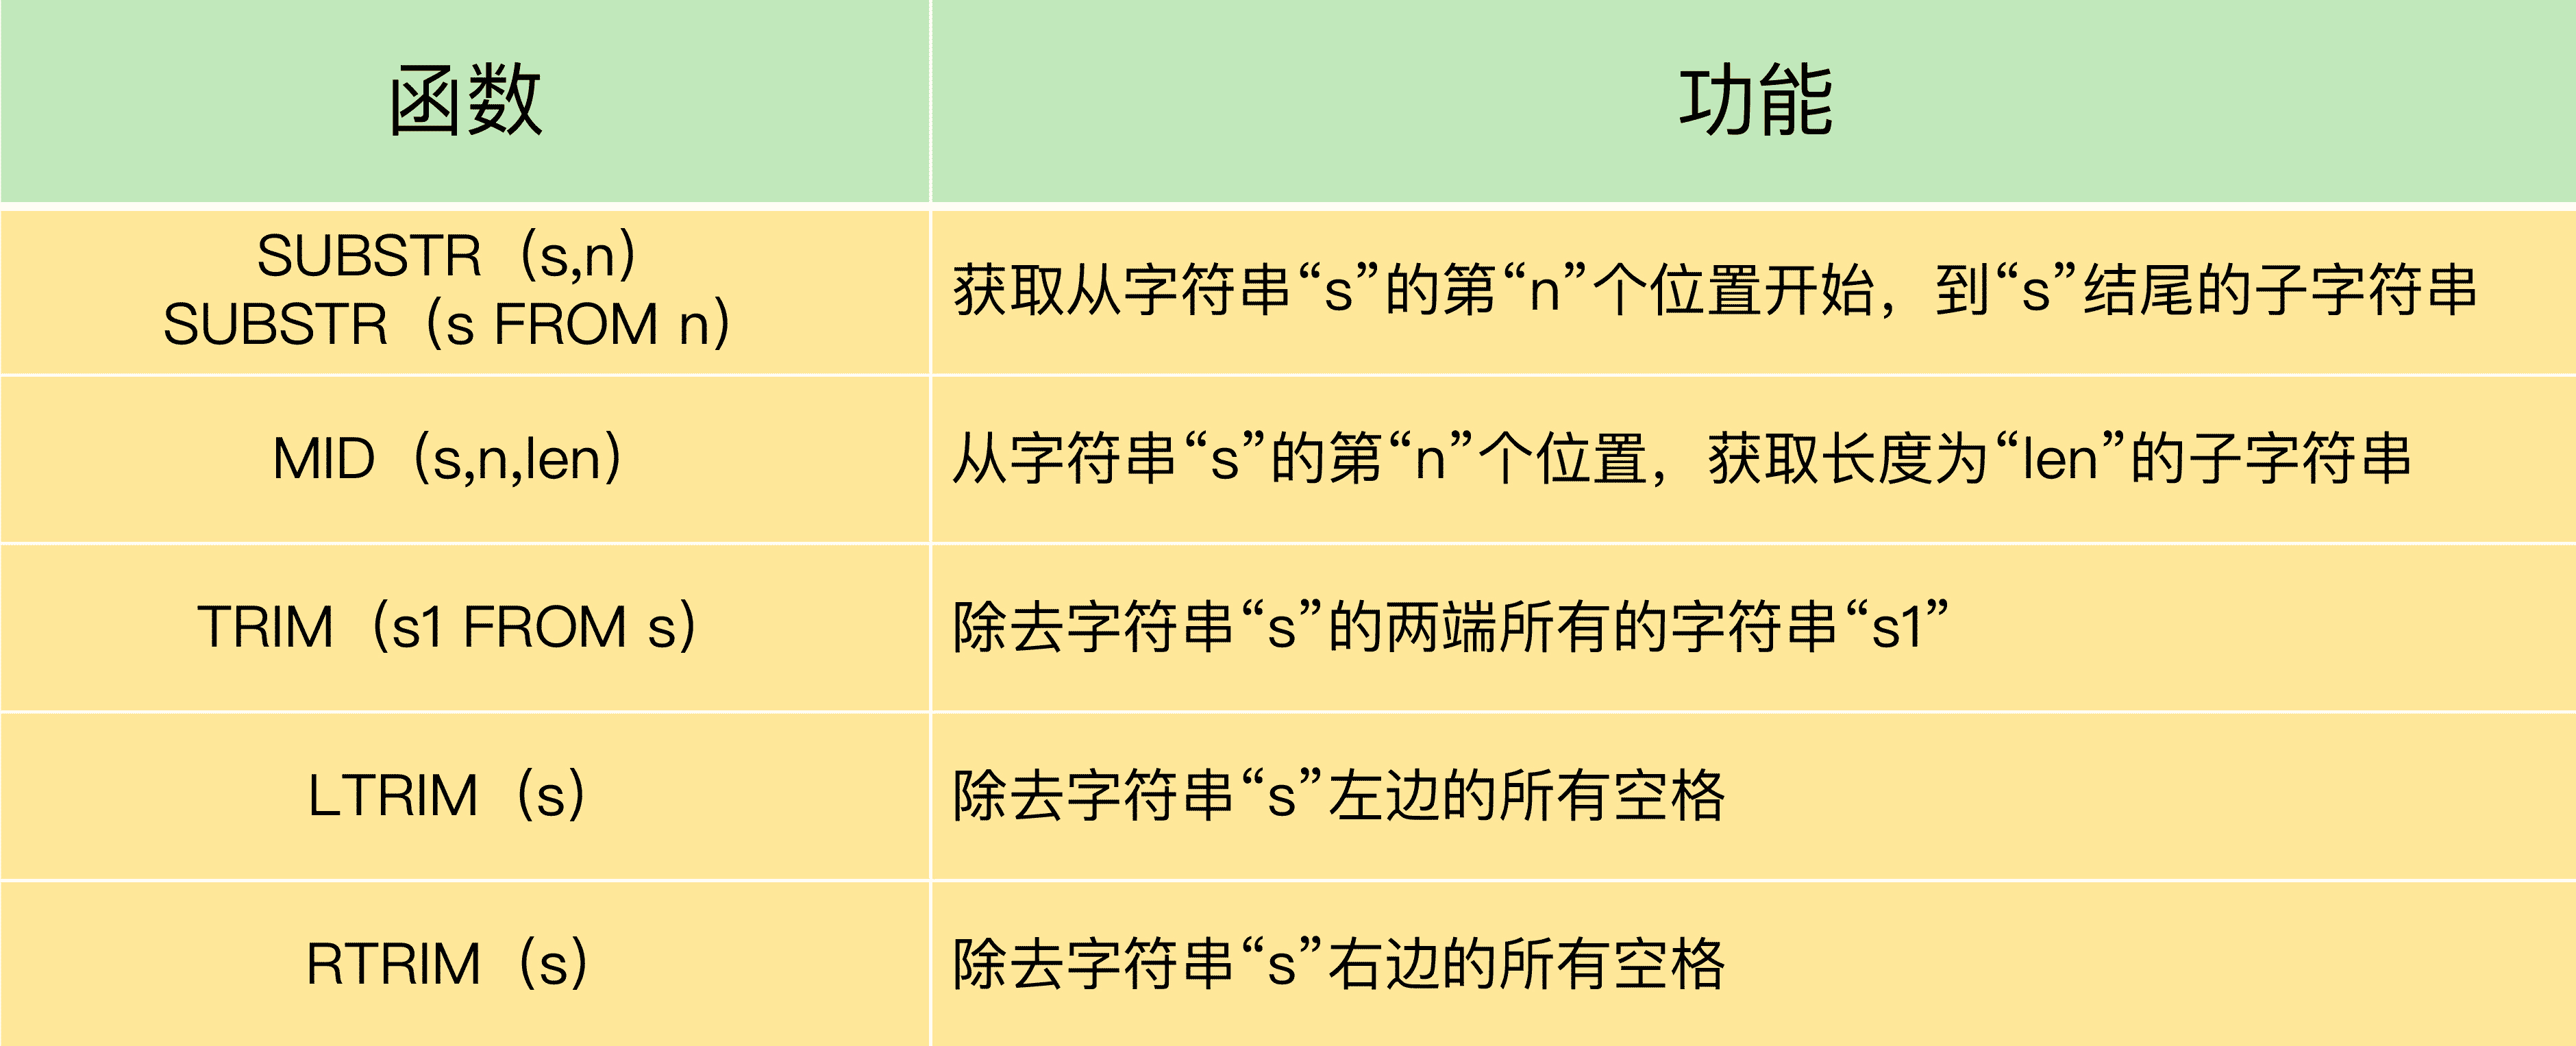 函数
功能
SUBSTR（s,n）
SUBSTR（s FROM n）
获取从字符串“s”的第“n”个位置开始，到“s”结尾的子字符串
MID（s,n,len）
从字符串“s”的第“n”个位置，获取长度为“len”的子字符串
TRIM（s1 FROM s）
除去字符串“s”的两端所有的字符串“s1”
LTRIM（s）
除去字符串“s”左边的所有空格
RTRIM（s）
除去字符串“s”右边的所有空格